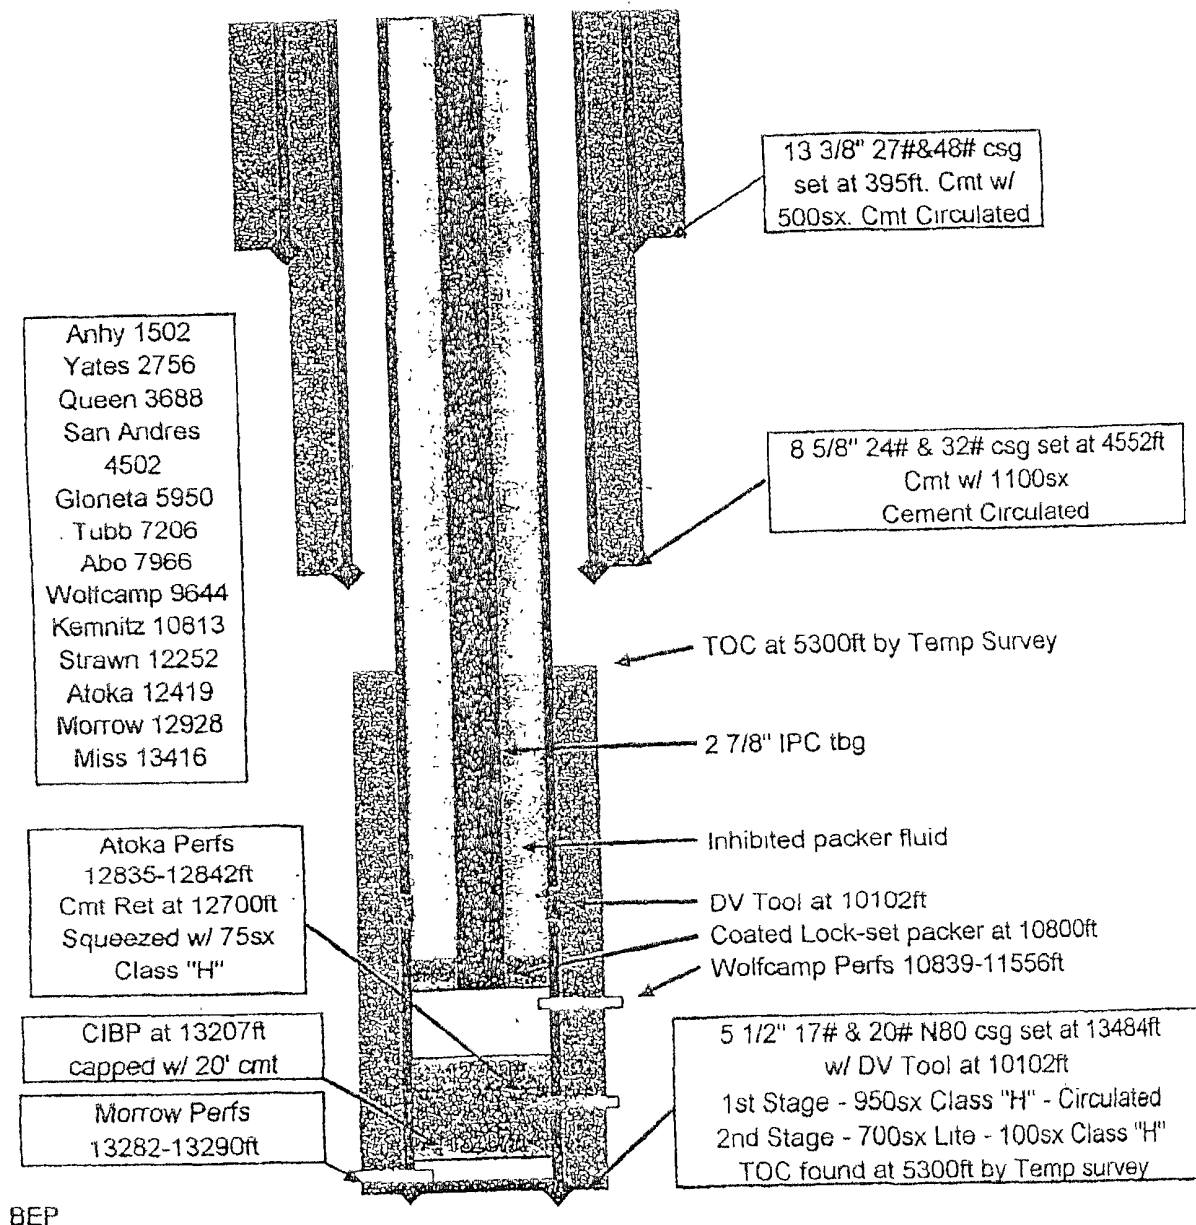 13 3/8" 27#&48# csg
set at 395ft. Cmt w/
500sx. Cmt Circulated
Anhy 1502
Yates 2756
Queen 3688
San Andres
4502
Gloneta 5950
Tubb 7206
Abo 7966
Wolfcamp 9644
Kemnitz 10813
Strawn 12252
Atoka 12419
Morrow 12928
Miss 13416
8 5/8" 24# & 32# csg set at 4552ft
Cmt w/ 1100sx
Cement Circulated
TOC at 5300ft by Temp Survey
2 7/8" IPC tbg
Inhibited packer fluid
DV Tool at 10102ft
Coated Lock-set packer at 10800ft
Wolfcamp Perfs 10839-11556ft
Atoka Perfs
12835-12842ft
Cmt Ret at 12700ft
Squeezed w/ 75sx
Class "H"
CIBP at 13207ft
capped w/ 20' cmt
Morrow Perfs
13282-13290ft
5 1/2" 17# & 20# N80 csg set at 13484ft
w/ DV Tool at 10102ft
1st Stage - 950sx Class "H" - Circulated
2nd Stage - 700sx Lite - 100sx Class "H"
TOC found at 5300ft by Temp survey
BEP